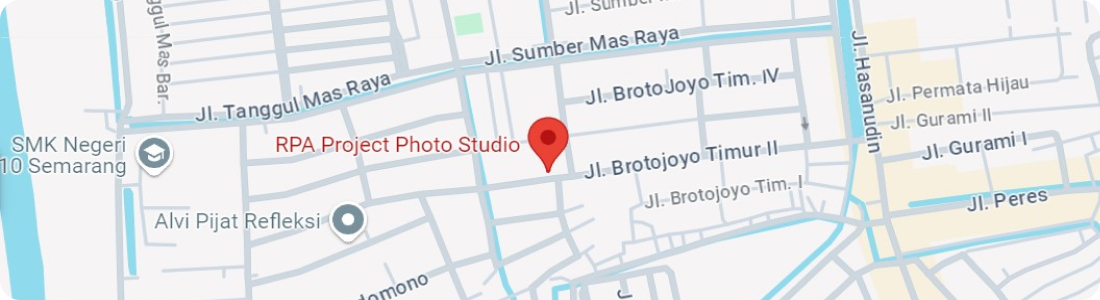 Jl. Sumber
ggul Mas Bar.
Jl. Sumber Mas Raya
Jl. Hasanudin
Jl. Tanggul Mas Raya
Jl. BrotoJoyo Tim. IV
Jl. Permata Hijau
Jl. Gurami II
SMK Negeri
10 Semarang
RPA Project Photo Studio
Jl. Brotojoyo Timur II
Jl. Gurami I
Jl. Brotojoyo Tim. I
Jl. Peres
Alvi Pijat Refleksi
omono